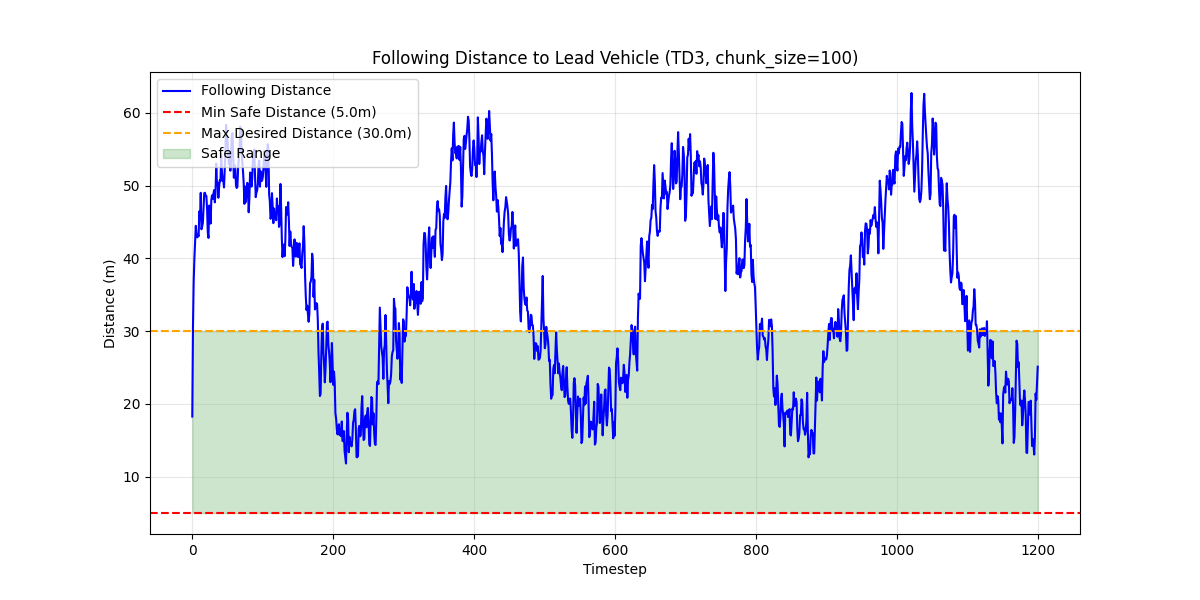 Following Distance to Lead Vehicle (TD3, chunk_size=100)
Following Distance
Min Safe Distance (5.0m)
Max Desired Distance (30.0m)
Safe Range
Distance (m)
60
50
40
30
20
10
0
200
400
600
800
1000
1200
Timestep